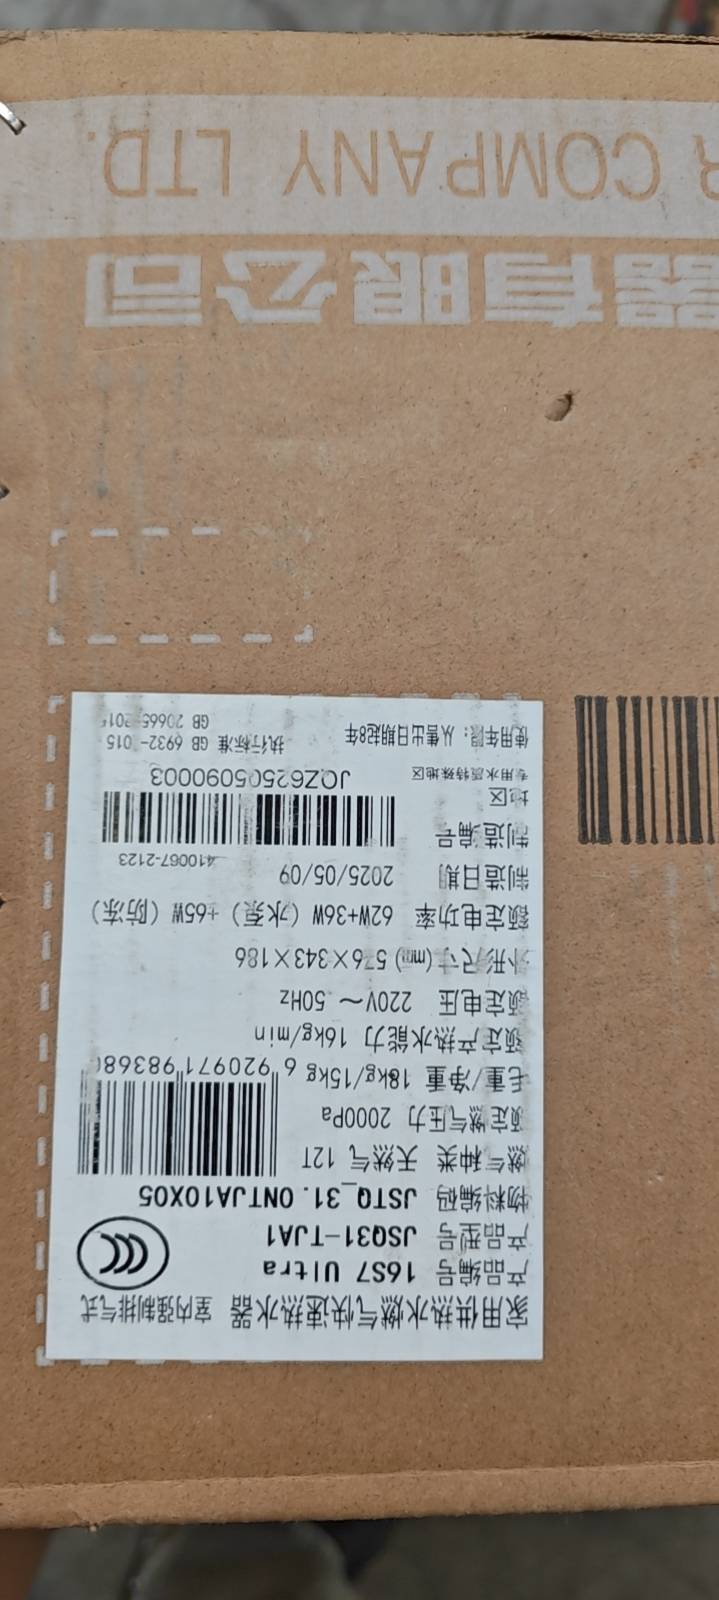 家用供热水燃气快速热水器 室内强制排气式
产品编号 16S7 Ultra
产品型号 JSQ31-TJA1
物料编码 JSTQ_31.0NTJA10X05
燃气种类 天然气 12T
额定燃气压力 2000Pa
毛重/净重 18kg/15kg
6 920971 98368
额定产热水能力 16kg/min
额定电压 220V～ 50Hz
外形尺寸(mm) 576×343×186
额定电功率 62W+36W (水泵) +65W (防冻)
制造日期 2025/05/09
410067-2123
制造编号
地区
专用水质特殊地区
JQZ62505090003
使用年限：从售出日期起8年
执行标准 GB 6932-
GB 20665-201
器有限公司
R COMPANY LTD.